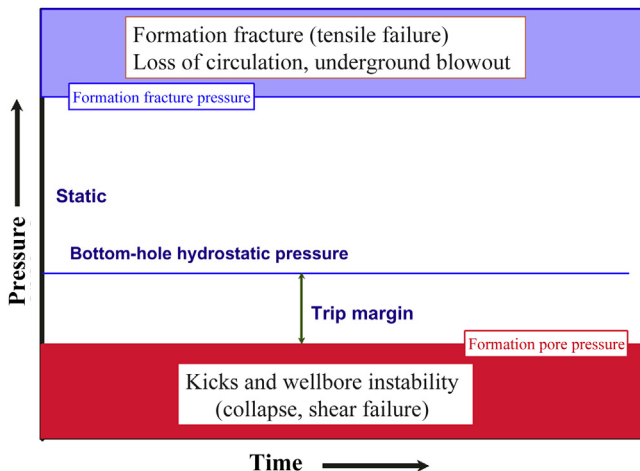 Formation fracture (tensile failure)
Loss of circulation, underground blowout
Formation fracture pressure
Pressure
Static
Bottom-hole hydrostatic pressure
Trip margin
Formation pore pressure
Kicks and wellbore instability
(collapse, shear failure)
Time